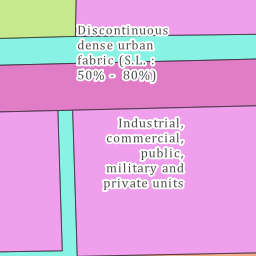 Discontinuous
dense urban
fabric (S.L. :
50% - 80%)
Industrial,
commercial,
public,
military and
private units